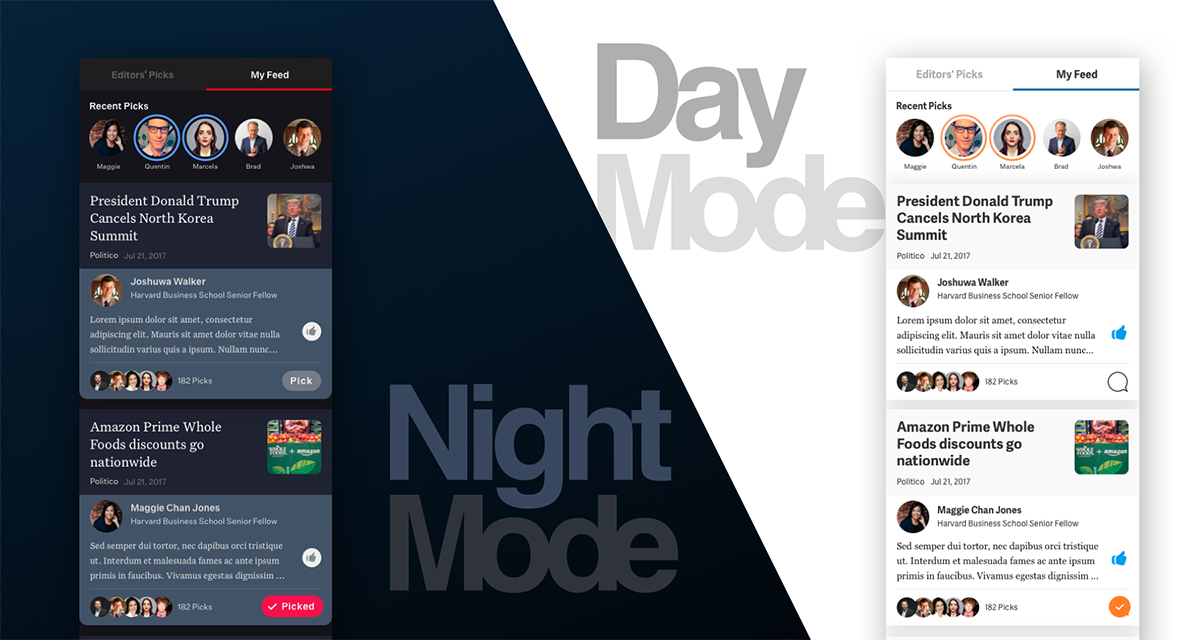 Editors' Picks
My Feed
Recent Picks
Maggie
Quentin
Marcela
Brad
Joshwa
President Donald Trump
Cancels North Korea
Summit
Politico Jul 21, 2017
Joshuwa Walker
Harvard Business School Senior Fellow
Lorem ipsum dolor sit amet, consectetur
adipiscing elit. Mauris sit amet dolor vitae nulla
sollicitudin varius quis a ipsum. Nullam nunc...
182 Picks
Pick
Amazon Prime Whole
Foods discounts go
nationwide
WHOLE FOODS + amazon
Politico Jul 21, 2017
Maggie Chan Jones
Harvard Business School Senior Fellow
Sed semper dui tortor, nec dapibus orci tristique
ut. Interdum et malesuada fames ac ante ipsum
primis in faucibus. Vivamus egestas dignissim ...
182 Picks
Picked
Night
Mode
Day
Mode
Editors' Picks
My Feed
Recent Picks
Maggie
Quentin
Marcela
Brad
Joshwa
President Donald Trump
Cancels North Korea
Summit
Politico Jul 21, 2017
Joshuwa Walker
Harvard Business School Senior Fellow
Lorem ipsum dolor sit amet, consectetur
adipiscing elit. Mauris sit amet dolor vitae nulla
sollicitudin varius quis a ipsum. Nullam nunc...
182 Picks
Amazon Prime Whole
Foods discounts go
nationwide
WHOLE FOODS + amazon
Politico Jul 21, 2017
Maggie Chan Jones
Harvard Business School Senior Fellow
Sed semper dui tortor, nec dapibus orci tristique
ut. Interdum et malesuada fames ac ante ipsum
primis in faucibus. Vivamus egestas dignissim ...
182 Picks